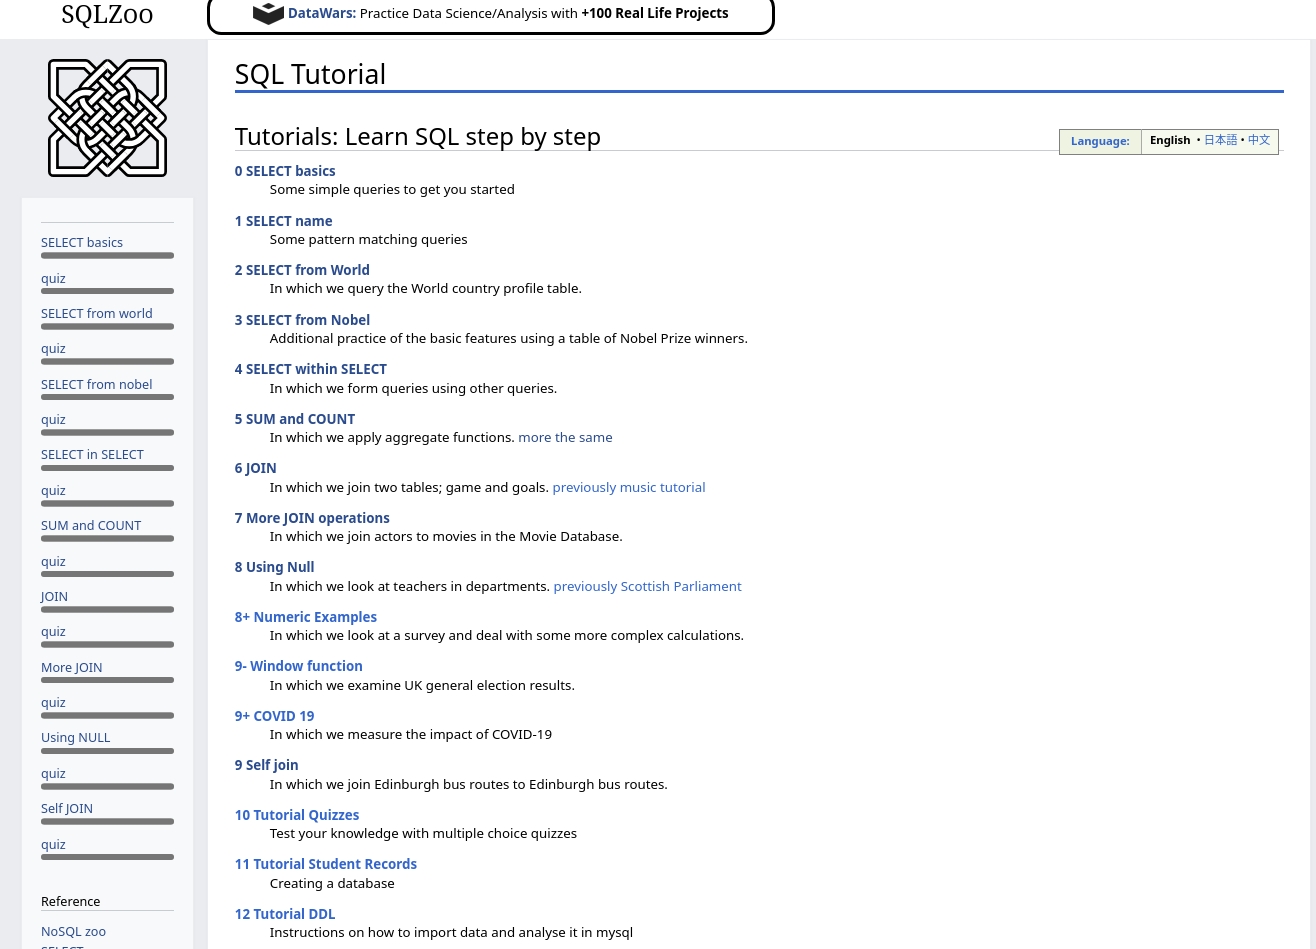 SQLZoo
DataWars: Practice Data Science/Analysis with +100 Real Life Projects
SELECT basics
quiz
SELECT from world
quiz
SELECT from nobel
quiz
SELECT in SELECT
quiz
SUM and COUNT
quiz
JOIN
quiz
More JOIN
quiz
Using NULL
quiz
Self JOIN
quiz
Reference
NoSQL zoo
SELECT
SQL Tutorial
Tutorials: Learn SQL step by step
Language: English • 日本語 • 中文
0 SELECT basics
Some simple queries to get you started
1 SELECT name
Some pattern matching queries
2 SELECT from World
In which we query the World country profile table.
3 SELECT from Nobel
Additional practice of the basic features using a table of Nobel Prize winners.
4 SELECT within SELECT
In which we form queries using other queries.
5 SUM and COUNT
In which we apply aggregate functions. more the same
6 JOIN
In which we join two tables; game and goals. previously music tutorial
7 More JOIN operations
In which we join actors to movies in the Movie Database.
8 Using Null
In which we look at teachers in departments. previously Scottish Parliament
8+ Numeric Examples
In which we look at a survey and deal with some more complex calculations.
9- Window function
In which we examine UK general election results.
9+ COVID 19
In which we measure the impact of COVID-19
9 Self join
In which we join Edinburgh bus routes to Edinburgh bus routes.
10 Tutorial Quizzes
Test your knowledge with multiple choice quizzes
11 Tutorial Student Records
Creating a database
12 Tutorial DDL
Instructions on how to import data and analyse it in mysql